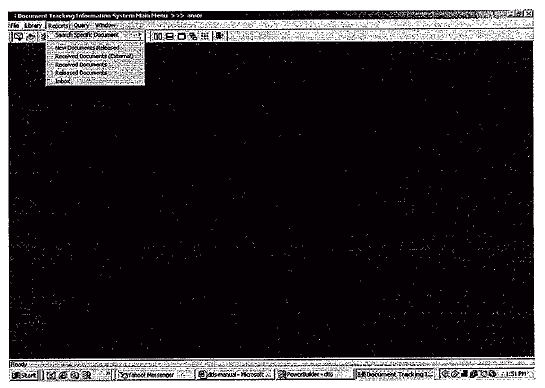 Document Tracking Information System Main Menu >>>
File Library Reports Query Window
Search Specific Document
New Documents Released
Received Documents (External)
Received Documents
Released Documents
Inbox
Ready
Start Yahoo! Messenger dts-manual - Microsoft ... PowerBuilder - dts Document Tracking I... 1:51 PM